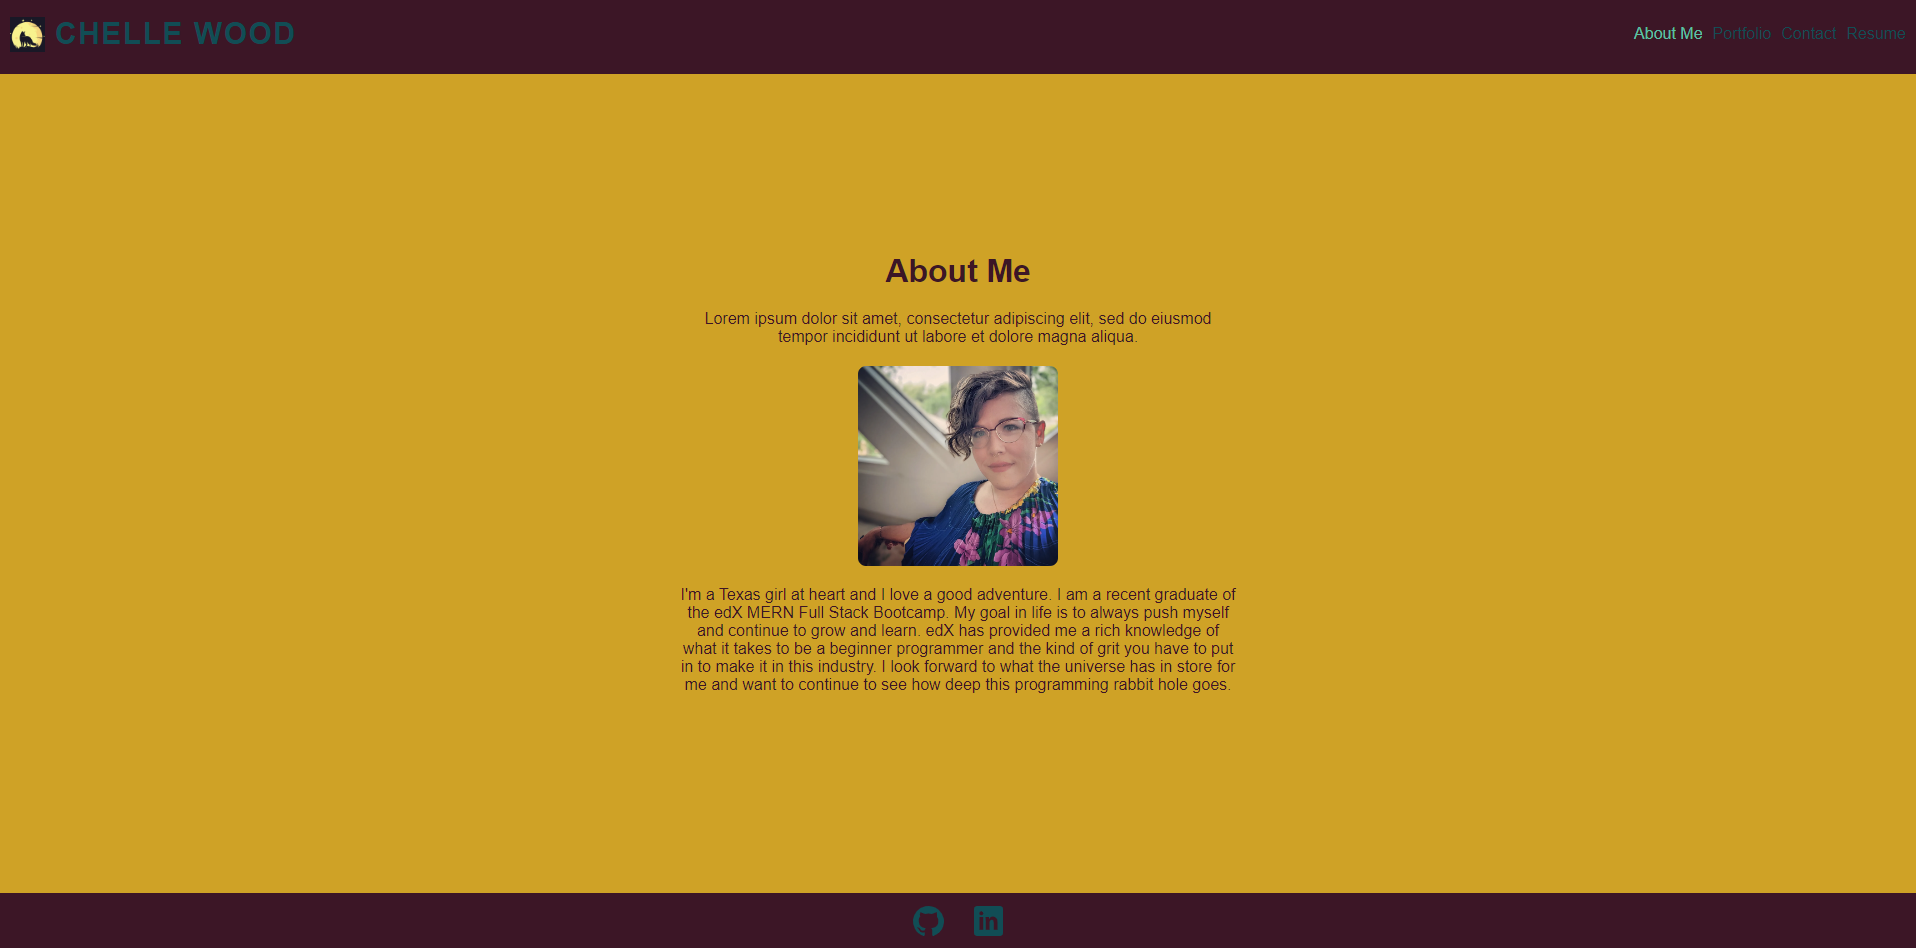 CHELLE WOOD
About Me Portfolio Contact Resume
About Me
Lorem ipsum dolor sit amet, consectetur adipiscing elit, sed do eiusmod
tempor incididunt ut labore et dolore magna aliqua.
I'm a Texas girl at heart and I love a good adventure. I am a recent graduate of
the edX MERN Full Stack Bootcamp. My goal in life is to always push myself
and continue to grow and learn. edX has provided me a rich knowledge of
what it takes to be a beginner programmer and the kind of grit you have to put
in to make it in this industry. I look forward to what the universe has in store for
me and want to continue to see how deep this programming rabbit hole goes.
in